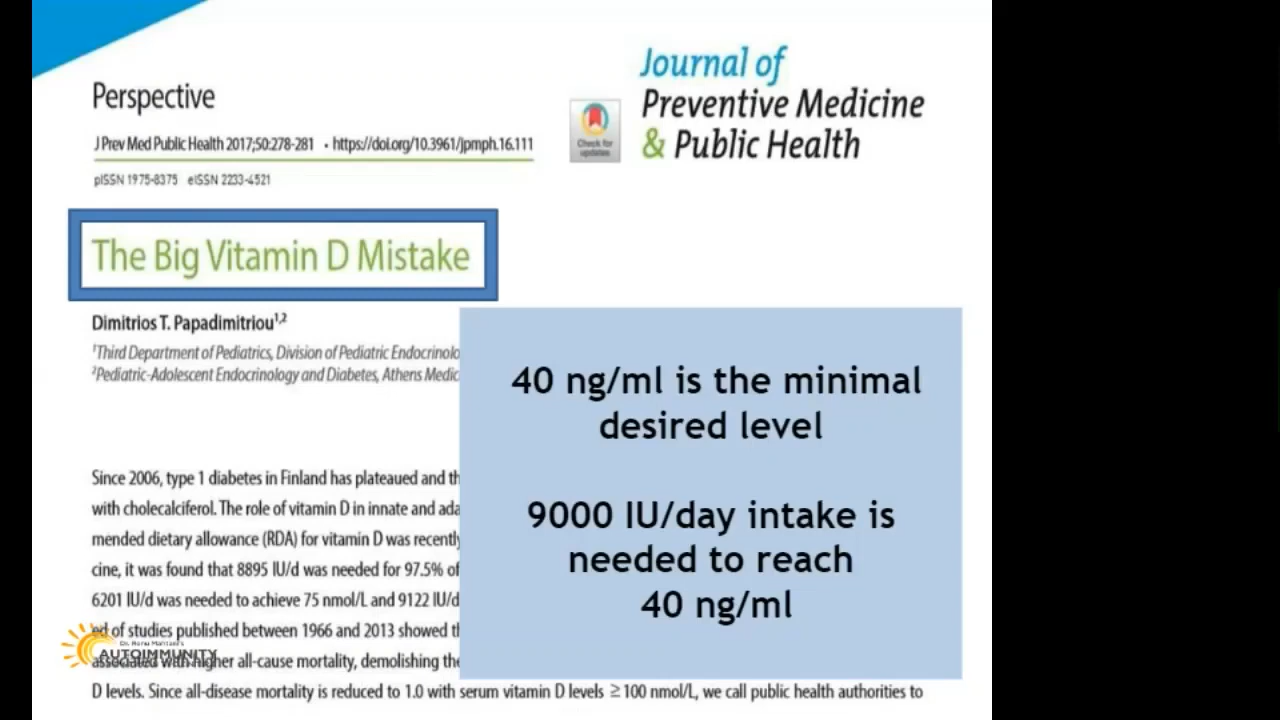 Perspective
Journal of
Preventive Medicine
& Public Health
Check for
updates
J Prev Med Public Health 2017;50:278-281 • https://doi.org/10.3961/jpmph.16.111
pISSN 1975-8375 eISSN 2233-4521
The Big Vitamin D Mistake
Dimitrios T. Papadimitriou1,2
1Third Department of Pediatrics, Division of Pediatric Endocrinolo
2Pediatric-Adolescent Endocrinology and Diabetes, Athens Medic
40 ng/ml is the minimal
desired level
9000 IU/day intake is
needed to reach
40 ng/ml
Since 2006, type 1 diabetes in Finland has plateaued and th
with cholecalciferol. The role of vitamin D in innate and ada
mended dietary allowance (RDA) for vitamin D was recently
cine, it was found that 8895 IU/d was needed for 97.5% of
6201 IU/d was needed to achieve 75 nmol/L and 9122 IU/d
ed of studies published between 1966 and 2013 showed th
associated with higher all-cause mortality, demolishing the
D levels. Since all-disease mortality is reduced to 1.0 with serum vitamin D levels ≥100 nmol/L, we call public health authorities to
AUTOIMMUNITY